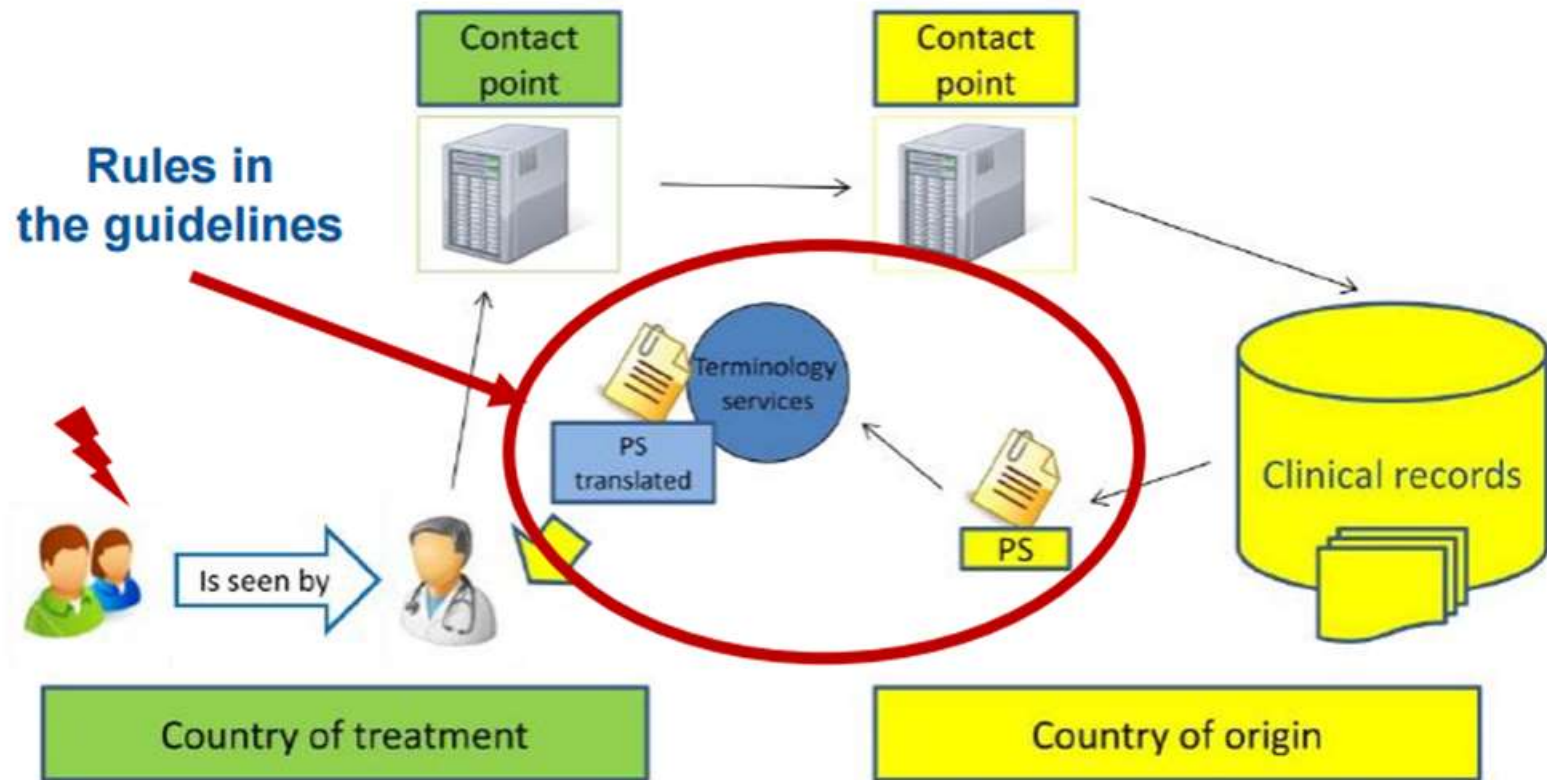 Contact
point
Contact
point
Rules in
the guidelines
Terminology
services
PS
translated
Clinical records
PS
Is seen by
Country of treatment
Country of origin